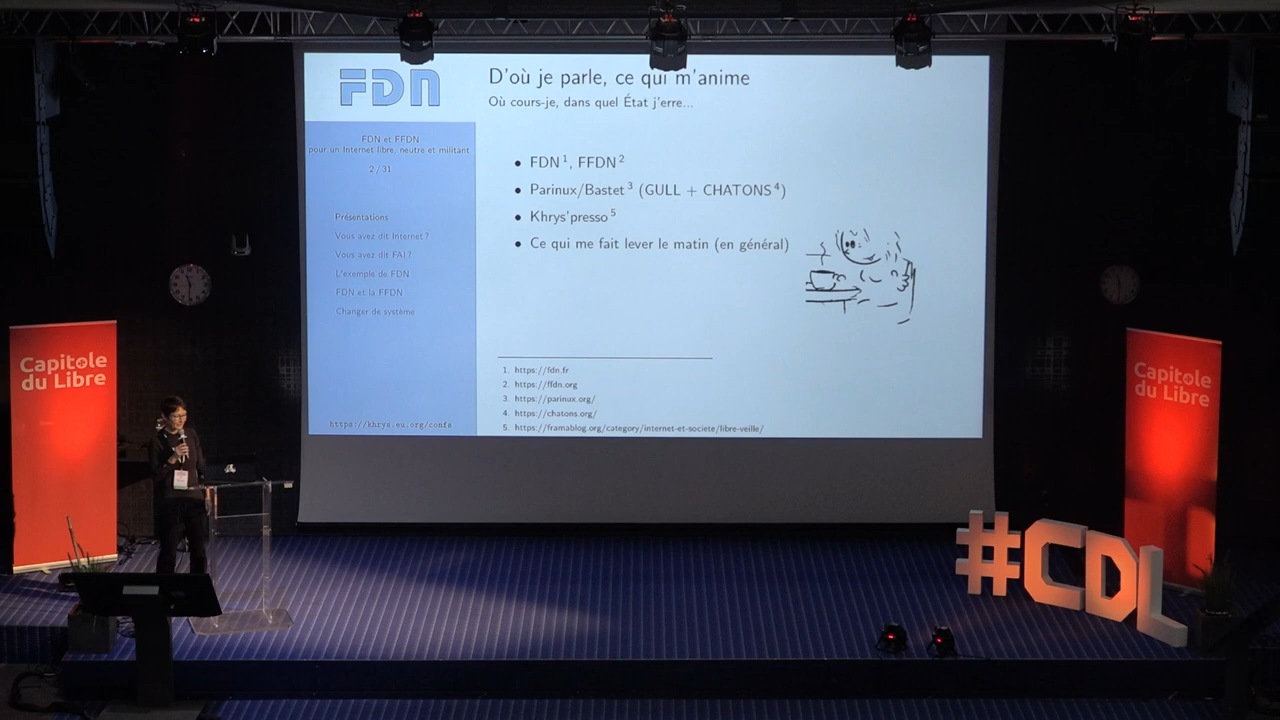 FDN
FDN et FFDN
pour un Internet libre, neutre et militant
2/31
Présentations
Vous avez dit Internet ?
Vous avez dit FAI ?
L'exemple de FDN
FDN et la FFDN
Changer de système
https://khrys.eu.org/confs
D'où je parle, ce qui m'anime
Où cours-je, dans quel État j'erre...
• FDN 1, FFDN 2
• Parinux/Bastet 3 (GULL + CHATONS 4)
• Khrys'presso 5
• Ce qui me fait lever le matin (en général)
1. https://fdn.fr
2. https://ffdn.org
3. https://parinux.org/
4. https://chatons.org/
5. https://framablog.org/category/internet-et-societe/libre-veille/
Capitole
du Libre
Capitole
du Libre
#CDL